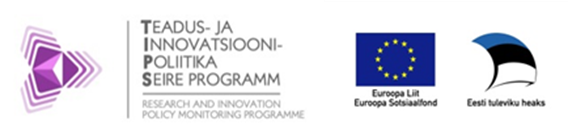 TEADUS- JA
INNOVATSIOONI-
POLIITIKA
SEIRE PROGRAMM
TIPS
RESEARCH AND INNOVATION
POLICY MONITORING PROGRAMME
Euroopa Liit
Euroopa Sotsiaalfond
Eesti tuleviku heaks